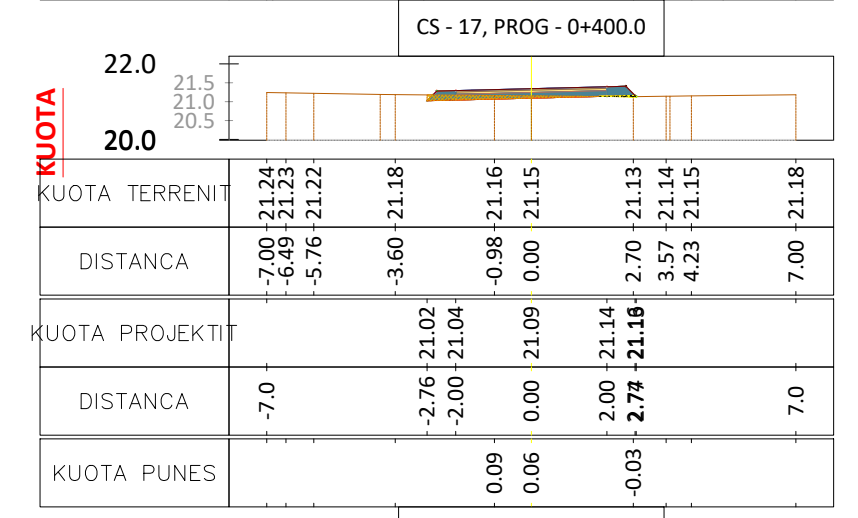 CS - 17, PROG - 0+400.0
KUOTA
22.0
21.5
21.0
20.5
20.0
KUOTA TERRENIT
21.24 21.23 21.22 21.18 21.16 21.15 21.13 21.14 21.15 21.18
DISTANCA
-7.00 -6.49 -5.76 -3.60 -0.98 0.00 2.70 3.57 4.23 7.00
KUOTA PROJEKTIT
21.02 21.04 21.09 21.14
DISTANCA
-7.0 -2.76 -2.00 0.00 2.00 7.0
KUOTA PUNES
0.09 0.06 -0.03